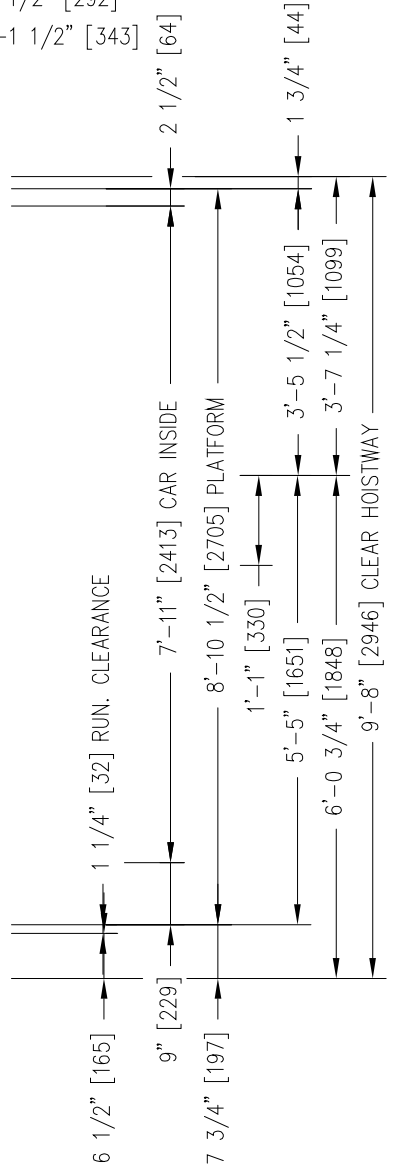 1/2" [292]
-1 1/2" [343]
2 1/2" [64]
1 3/4" [44]
3'-5 1/2" [1054]
3'-7 1/4" [1099]
7'-11" [2413] CAR INSIDE
8'-10 1/2" [2705] PLATFORM
1'-1" [330]
5'-5" [1651]
6'-0 3/4" [1848]
9'-8" [2946] CLEAR HOISTWAY
1 1/4" [32] RUN. CLEARANCE
6 1/2" [165]
9" [229]
7 3/4" [197]